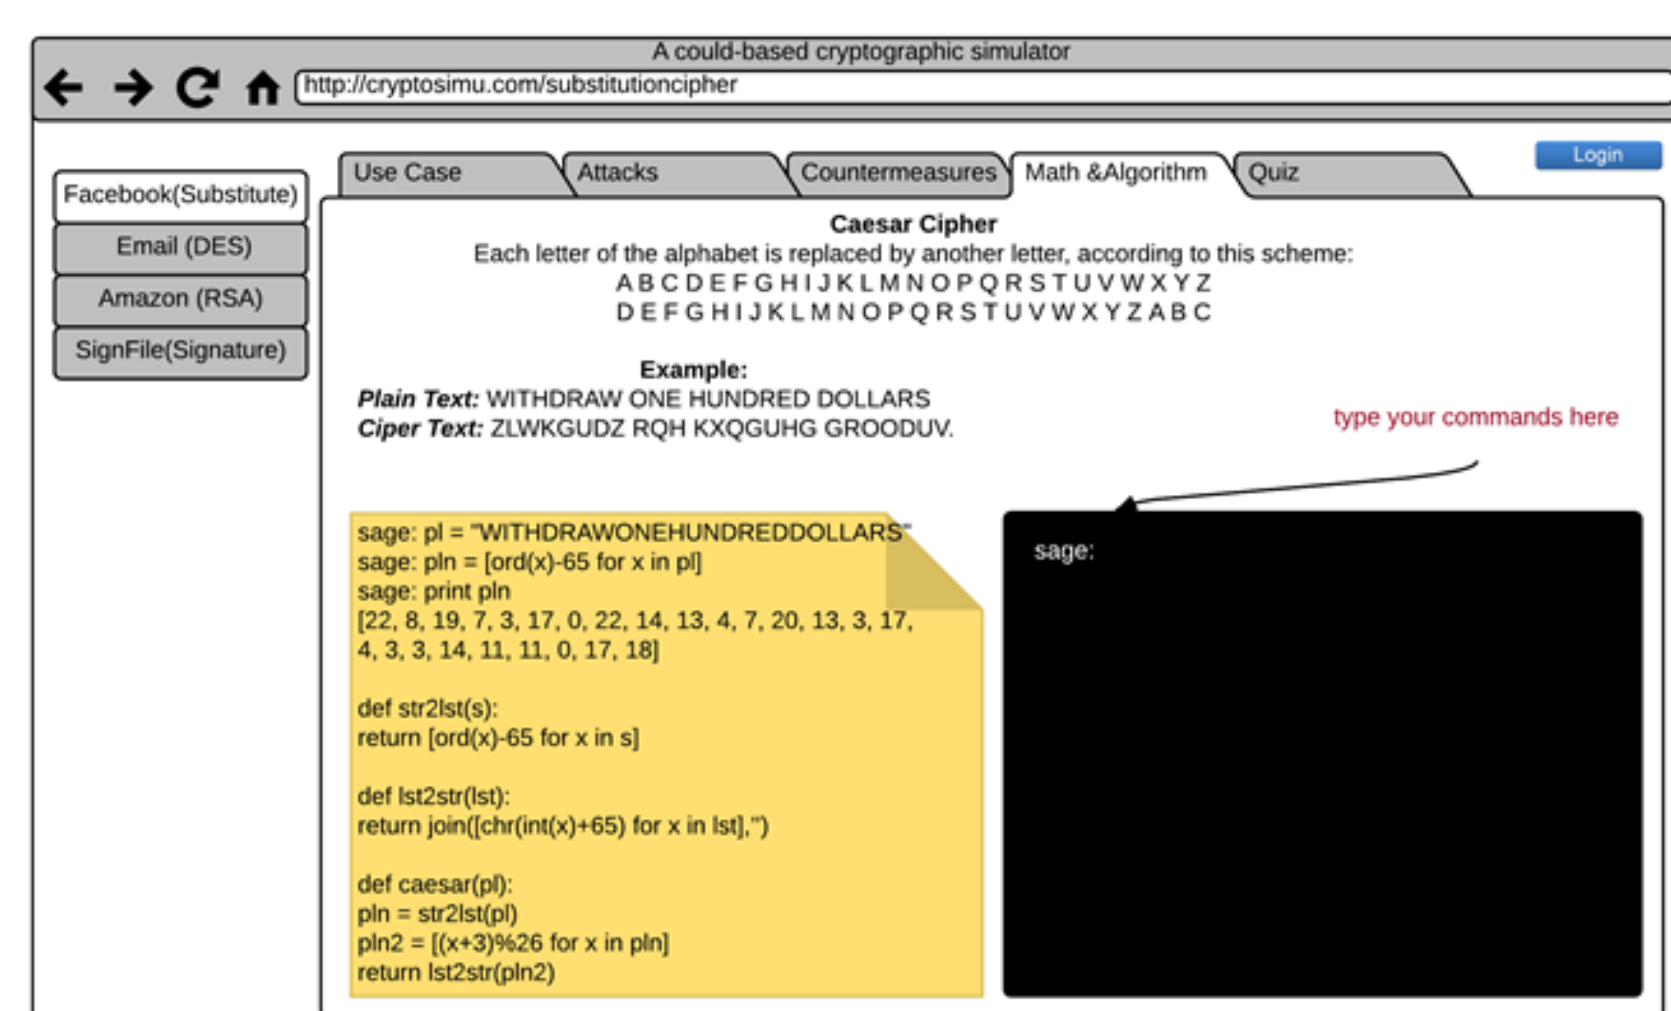 A could-based cryptographic simulator
http://cryptosimu.com/substitutioncipher
Login
Use Case
Attacks
Countermeasures
Math &Algorithm
Quiz
Facebook(Substitute)
Email (DES)
Amazon (RSA)
SignFile(Signature)
Caesar Cipher
Each letter of the alphabet is replaced by another letter, according to this scheme:
A B C D E F G H I J K L M N O P Q R S T U V W X Y Z
D E F G H I J K L M N O P Q R S T U V W X Y Z A B C
Example:
Plain Text: WITHDRAW ONE HUNDRED DOLLARS
Ciper Text: ZLWKGUDZ RQH KXQGUHG GROODUV.
type your commands here
sage: pl = "WITHDRAWONEHUNDREDDOLLARS"
sage: pln = [ord(x)-65 for x in pl]
sage: print pln
[22, 8, 19, 7, 3, 17, 0, 22, 14, 13, 4, 7, 20, 13, 3, 17,
4, 3, 3, 14, 11, 11, 0, 17, 18]
def str2lst(s):
return [ord(x)-65 for x in s]
def lst2str(lst):
return join([chr(int(x)+65) for x in lst],'')
def caesar(pl):
pln = str2lst(pl)
pln2 = [(x+3)%26 for x in pln]
return lst2str(pln2)
sage: